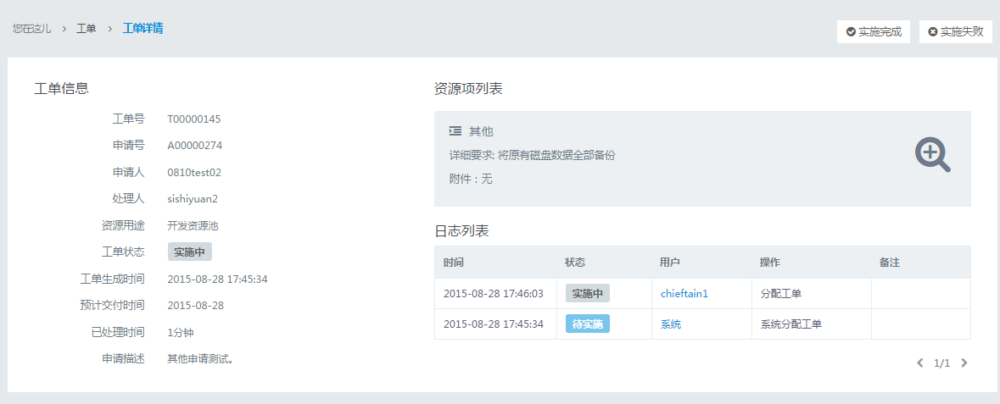 您在这儿 > 工单 > 工单详情
实施完成 实施失败
工单信息
工单号 T00000145
申请号 A00000274
申请人 0810test02
处理人 sishiyuan2
资源用途 开发资源池
工单状态 实施中
工单生成时间 2015-08-28 17:45:34
预计交付时间 2015-08-28
已处理时间 1分钟
申请描述 其他申请测试。
资源项列表
其他
详细要求: 将原有磁盘数据全部备份
附件：无
日志列表
时间 状态 用户 操作 备注
2015-08-28 17:46:03 实施中 chieftain1 分配工单
2015-08-28 17:45:34 待实施 系统 系统分配工单
1/1